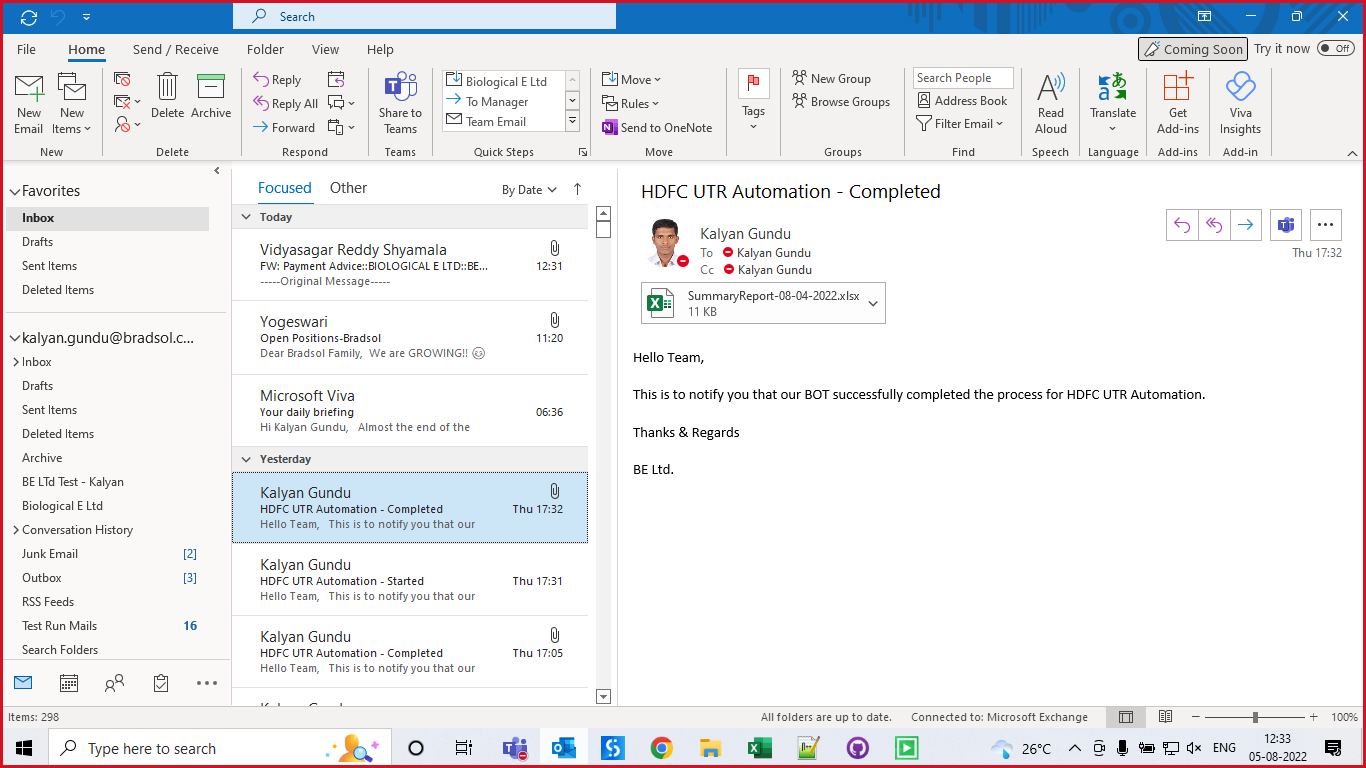 Search
File Home Send / Receive Folder View Help Coming Soon Try it now Off
New Email
New Items
New
Delete
Archive
Delete
Reply
Reply All
Forward
Respond
Share to Teams
Teams
Biological E Ltd
To Manager
Team Email
Quick Steps
Move
Rules
Send to OneNote
Move
Tags
New Group
Browse Groups
Groups
Search People
Address Book
Filter Email
Find
Read Aloud
Speech
Translate
Language
Get Add-ins
Add-ins
Viva Insights
Add-in
Favorites
Inbox
Drafts
Sent Items
Deleted Items
kalyan.gundu@bradsol.c...
Inbox
Drafts
Sent Items
Deleted Items
Archive
BE LTd Test - Kalyan
Biological E Ltd
Conversation History
Junk Email [2]
Outbox [3]
RSS Feeds
Test Run Mails 16
Search Folders
Focused Other By Date
Today
Vidyasagar Reddy Shyamala
FW: Payment Advice::BIOLOGICAL E LTD::BE... 12:31
-----Original Message-----
Yogeswari
Open Positions-Bradsol 11:20
Dear Bradsol Family, We are GROWING!!
Microsoft Viva
Your daily briefing 06:36
Hi Kalyan Gundu, Almost the end of the
Yesterday
Kalyan Gundu
HDFC UTR Automation - Completed Thu 17:32
Hello Team, This is to notify you that our
Kalyan Gundu
HDFC UTR Automation - Started Thu 17:31
Hello Team, This is to notify you that our
Kalyan Gundu
HDFC UTR Automation - Completed Thu 17:05
Hello Team, This is to notify you that our
HDFC UTR Automation - Completed
Kalyan Gundu
To Kalyan Gundu
Cc Kalyan Gundu
Thu 17:32
SummaryReport-08-04-2022.xlsx
11 KB
Hello Team,
This is to notify you that our BOT successfully completed the process for HDFC UTR Automation.
Thanks & Regards
BE Ltd.
Items: 298 All folders are up to date. Connected to: Microsoft Exchange 100%
Type here to search 26°C ENG 12:33
05-08-2022